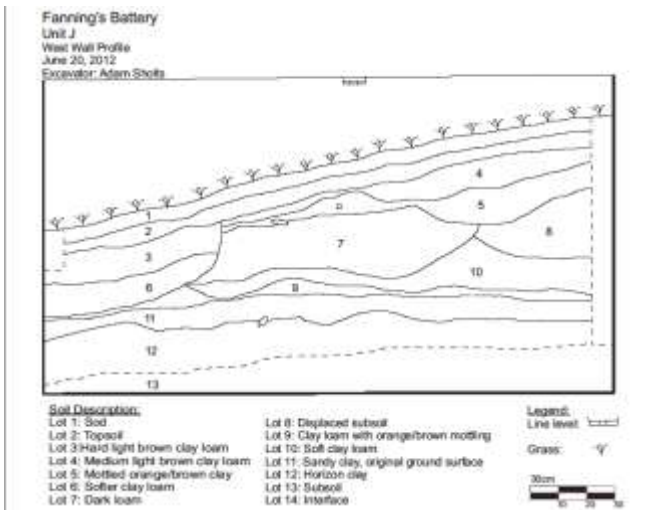 Fanning's Battery
Unit J
West Wall Profile
June 20, 2012
Excavator: Adam Sholts
4
1
5
2
8
3
7
10
6
9
11
12
13
Soil Description:
Lot 1: Sod
Lot 2: Topsoil
Lot 3:Hard light brown clay loam
Lot 4: Medium light brown clay loam
Lot 5: Mottled orange/brown clay
Lot 6: Softer clay loam
Lot 7: Dark loam
Lot 8: Displaced subsoil
Lot 9: Clay loam with orange/brown mottling
Lot 10: Soft clay loam
Lot 11: Sandy clay, original ground surface
Lot 12: Horizon clay
Lot 13: Subsoil
Lot 14: Interface
Legend:
Line level:
Grass:
30cm
10 20 30